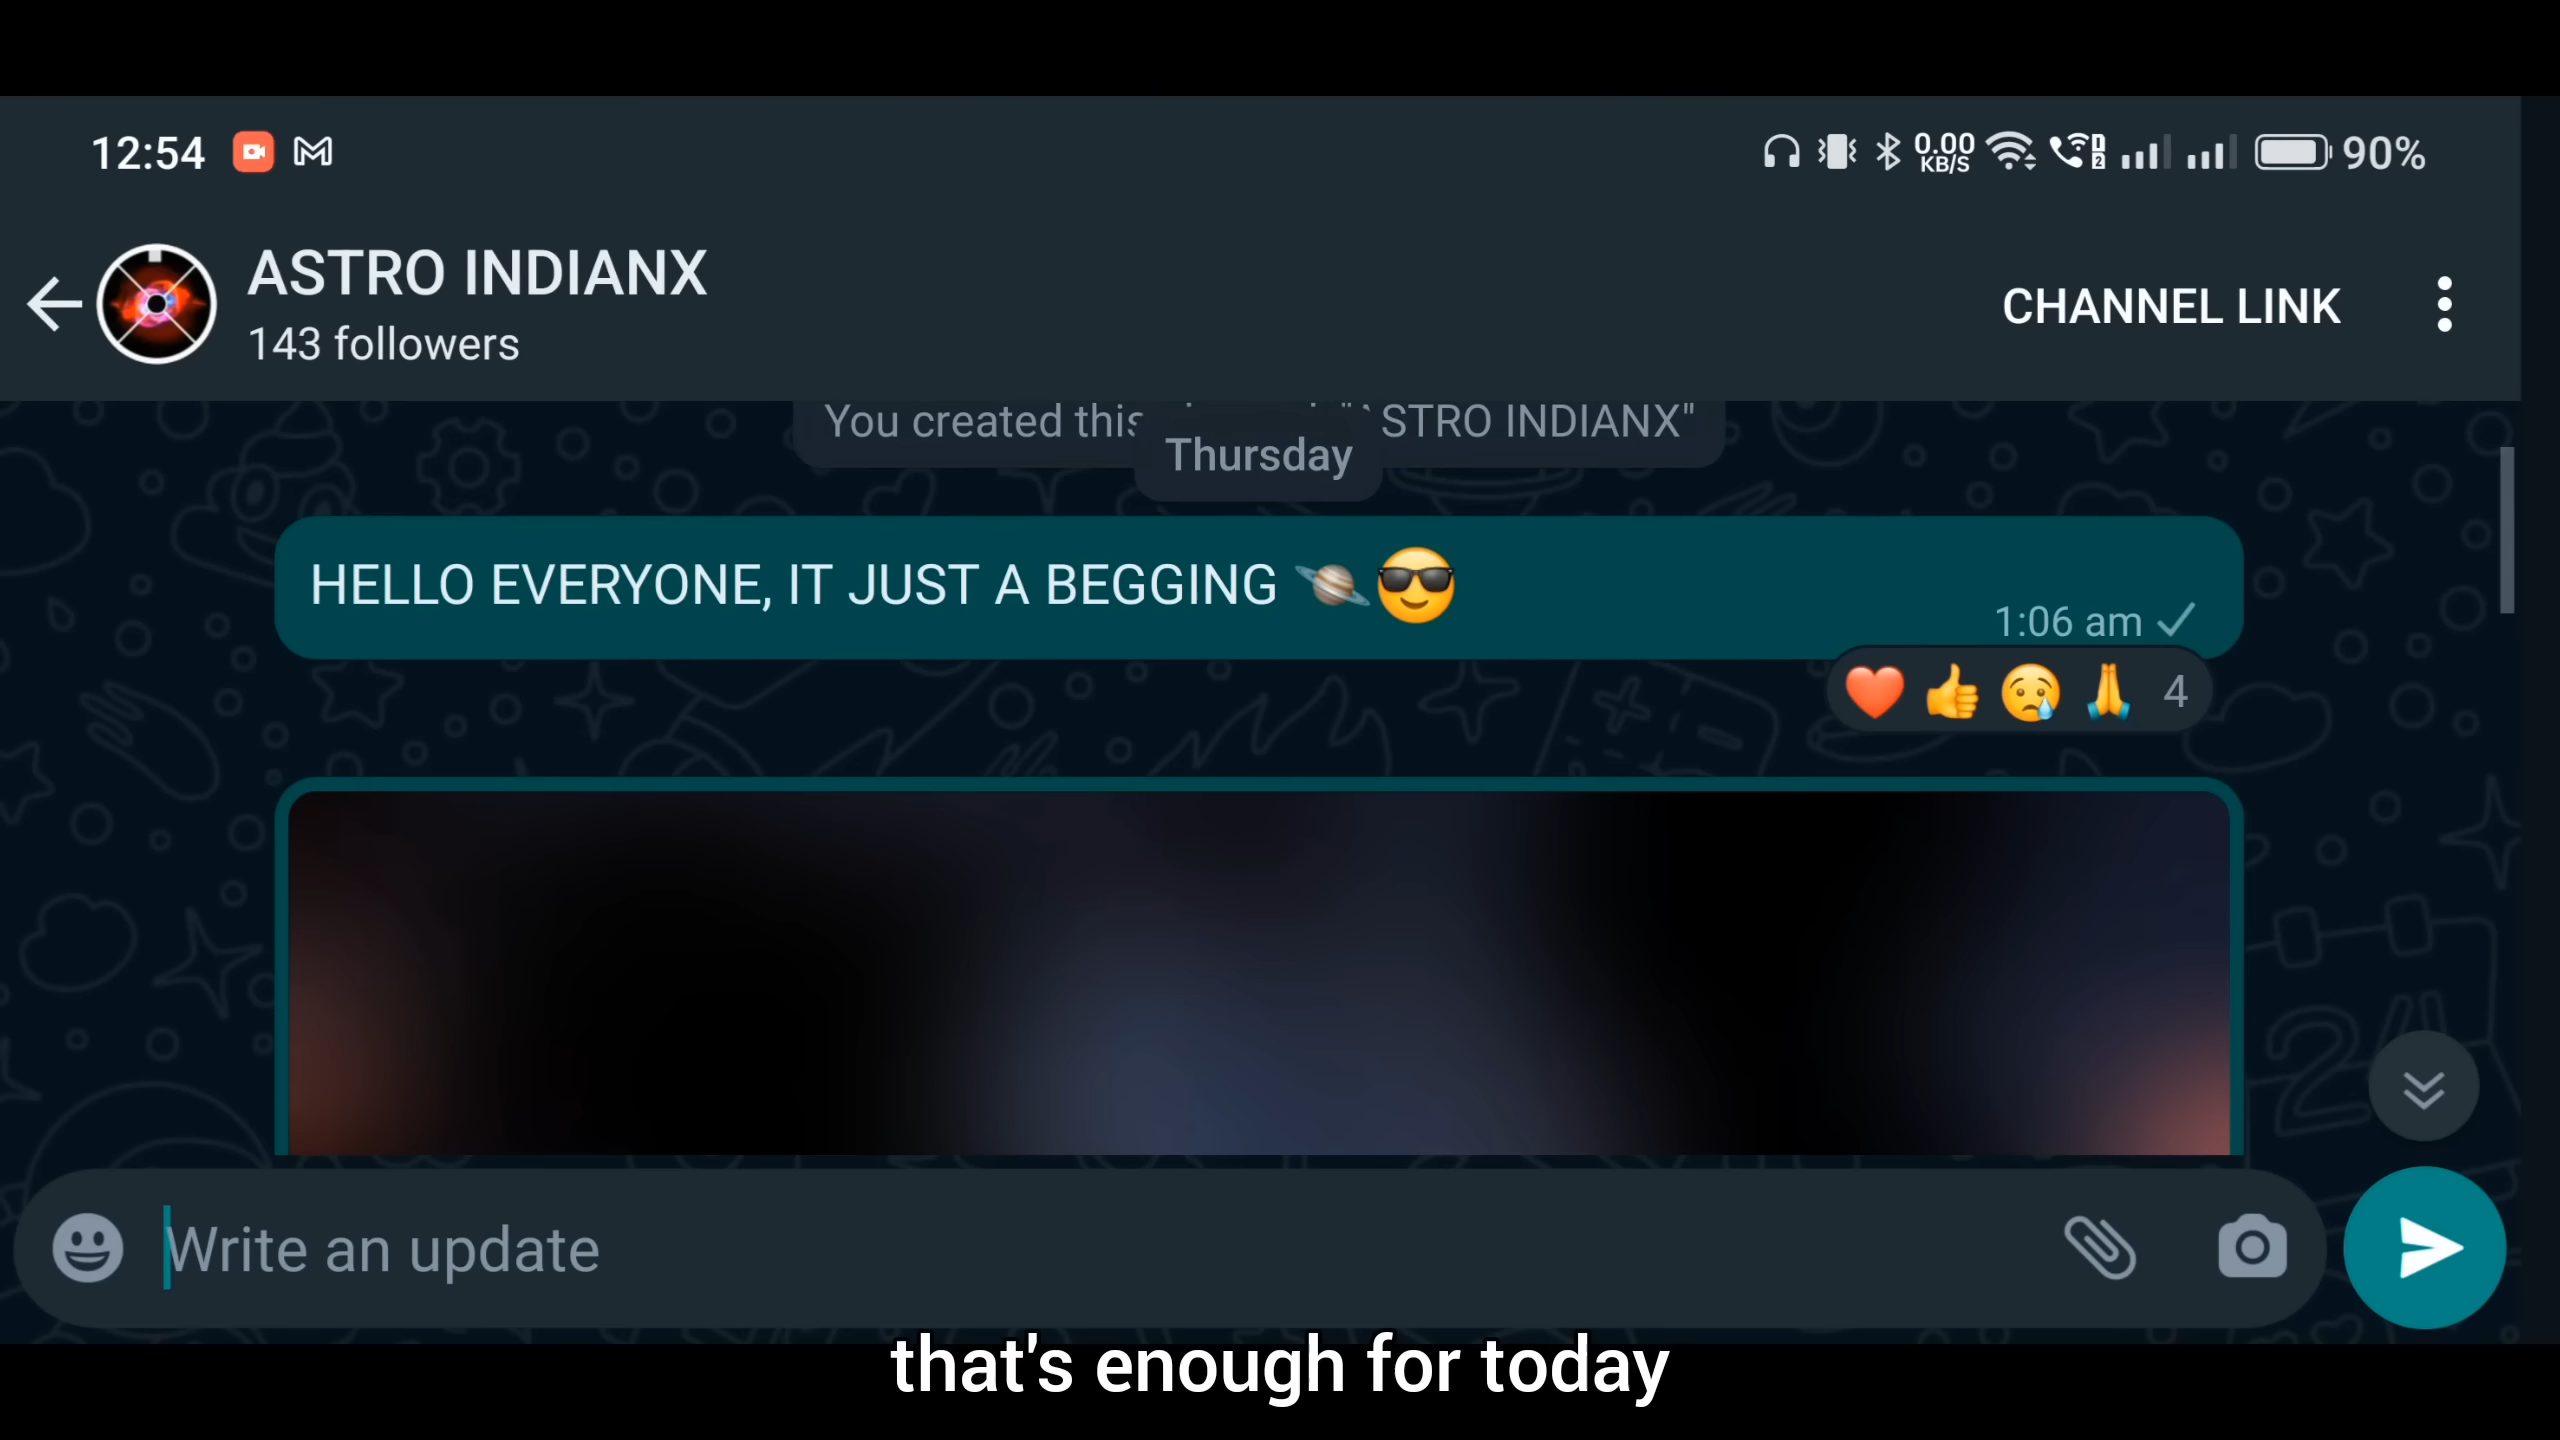 12:54
0.00
KB/S
90%
ASTRO INDIANX
143 followers
CHANNEL LINK
You created this "ASTRO INDIANX"
Thursday
HELLO EVERYONE, IT JUST A BEGGING 🪐😎
1:06 am
❤️👍😢🙏 4
Write an update
that's enough for today